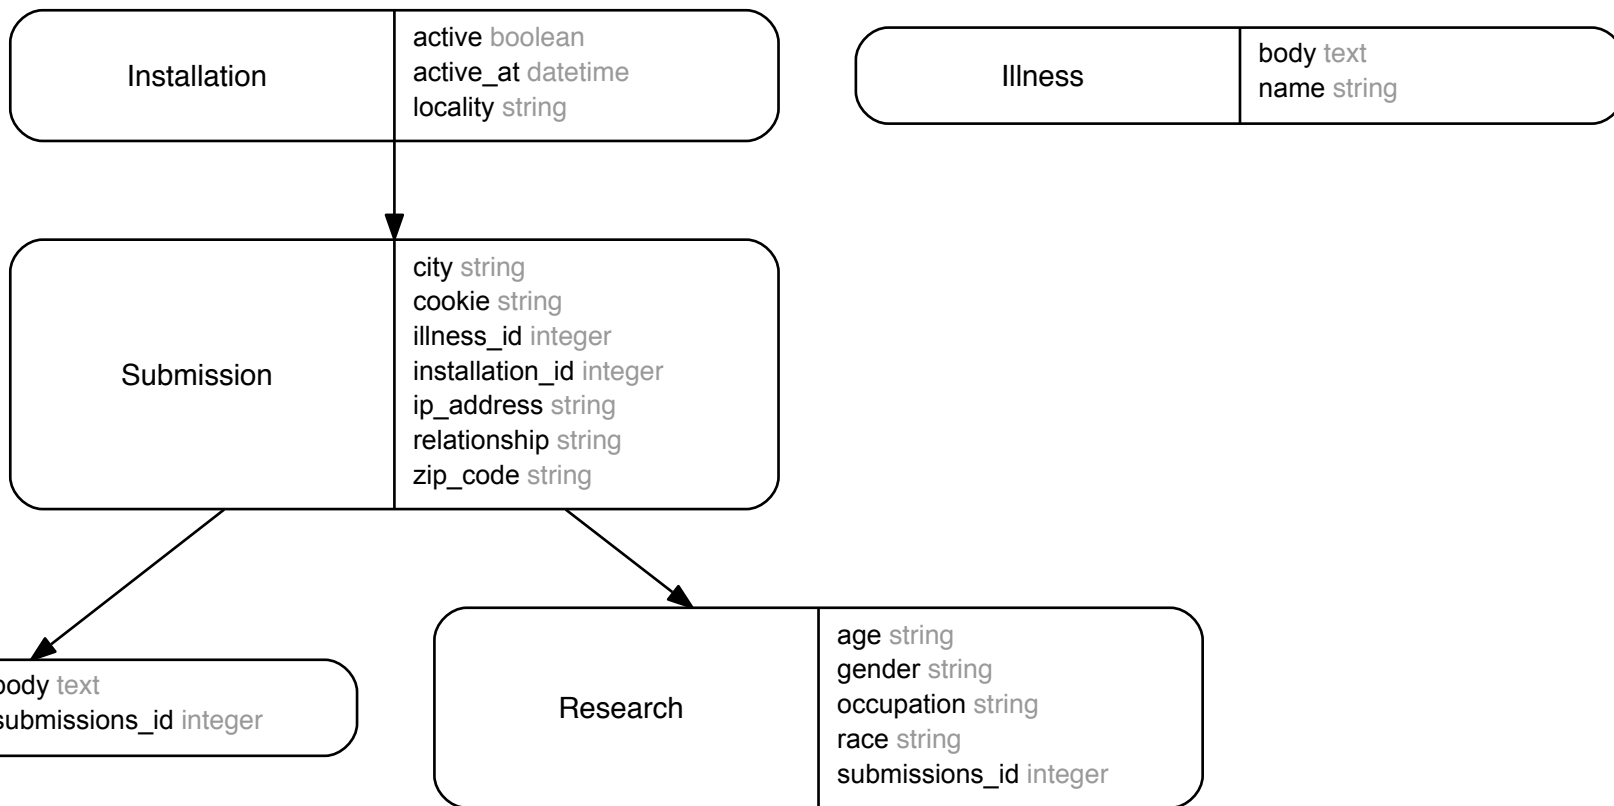 Installation
active boolean
active_at datetime
locality string
Illness
body text
name string
Submission
city string
cookie string
illness_id integer
installation_id integer
ip_address string
relationship string
zip_code string
body text
submissions_id integer
Research
age string
gender string
occupation string
race string
submissions_id integer